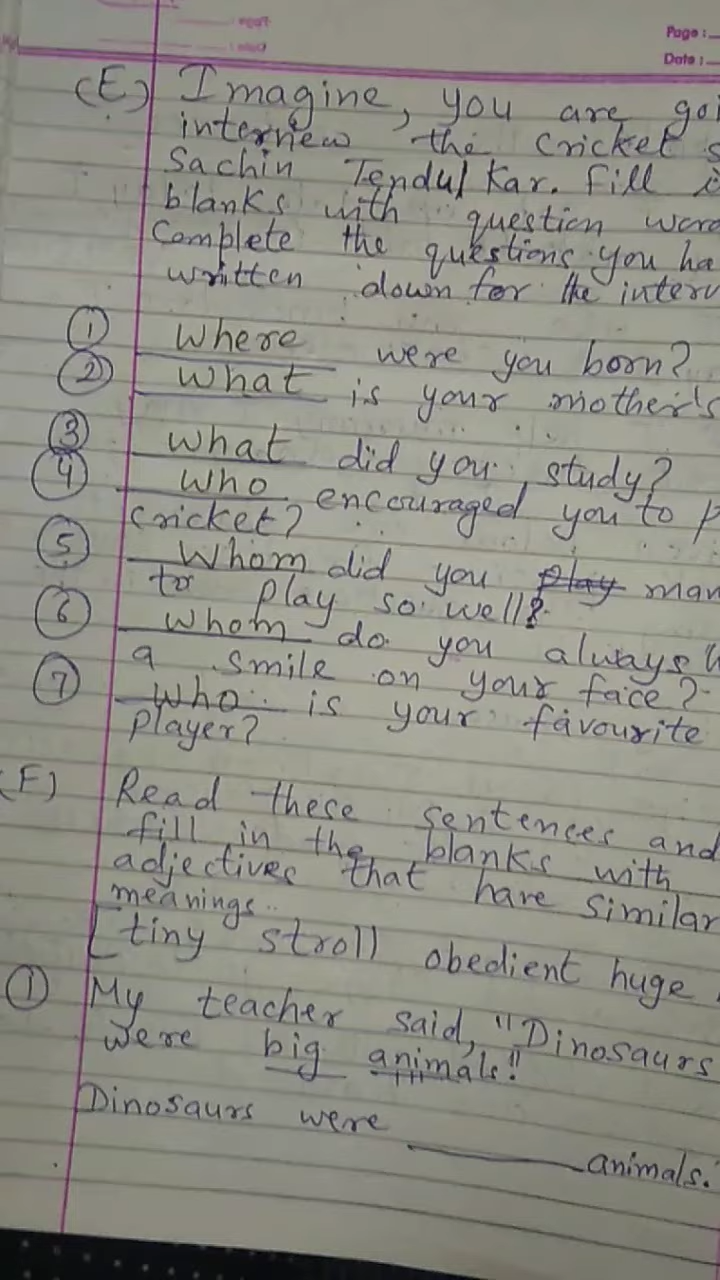 Page :
Date :
(E) Imagine, you are
interview the cricket
Sachin Tendulkar. Fill
blanks with question
Complete the questions you
written down for the
① Where were you born?
② What is your mother's
③ What did you study?
④ Who encouraged you to
cricket?
⑤ Whom did you play
to play so well?
⑥ Whom do you always
a smile on your face?
⑦ Who is your favourite
player?
(F) Read these sentences and
fill in the blanks with
adjectives that have similar
meanings.
[tiny stroll obedient huge
① My teacher said, "Dinosaurs
were big animals!"
Dinosaurs were ______ animals.